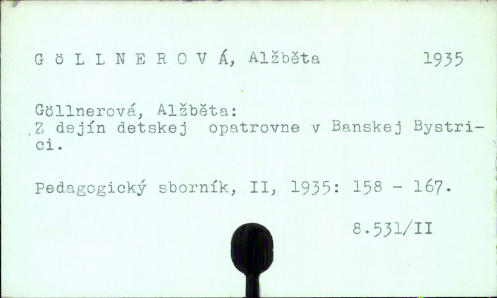 GÖLLNEROVÁ, Alžběta 1935
Göllnerová, Alžběta:
Z dejín detskej opatrovne v Banskej Bystri-
ci.
Pedagogický sborník, II, 1935: 158 - 167.
8.531/II